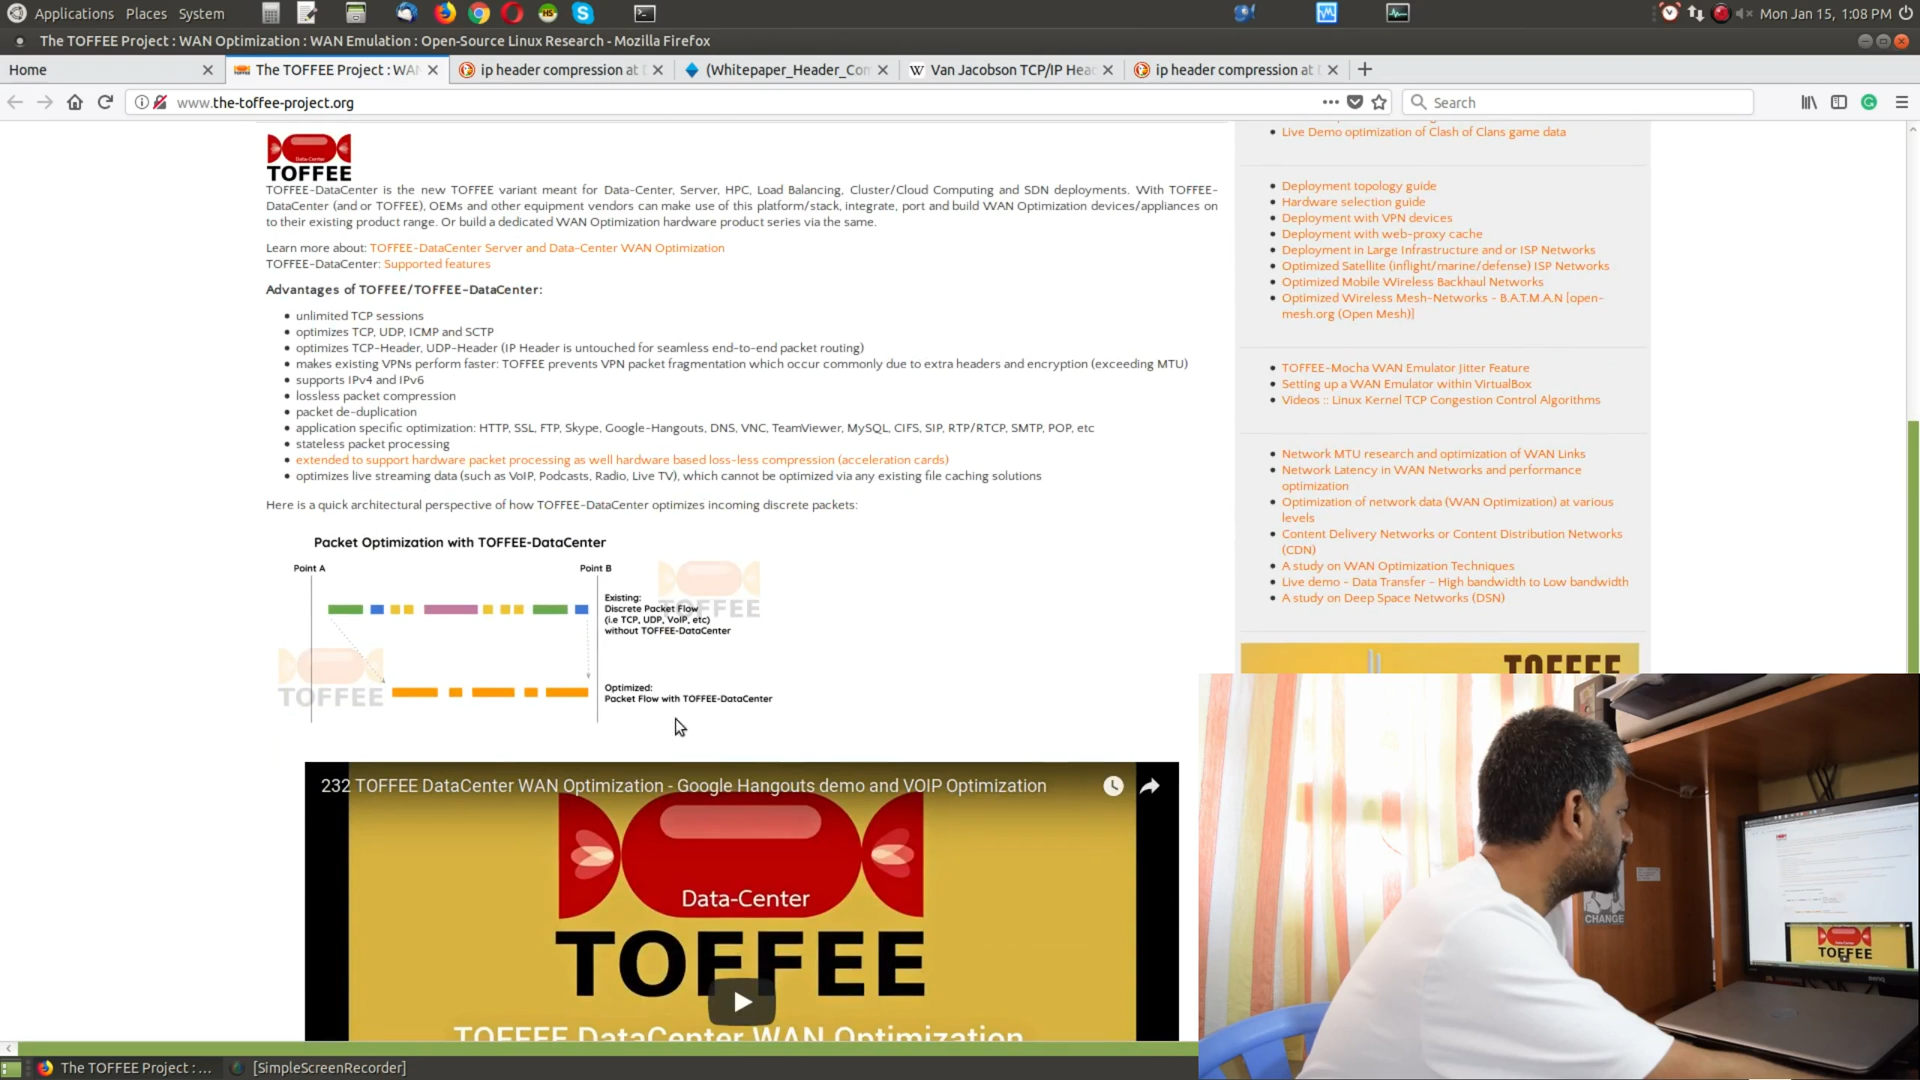 Applications Places System
Mon Jan 15, 1:08 PM
The TOFFEE Project : WAN Optimization : WAN Emulation : Open-Source Linux Research - Mozilla Firefox
Home
The TOFFEE Project : WAN
ip header compression at
(Whitepaper_Header_Con
Van Jacobson TCP/IP Head
ip header compression at
www.the-toffee-project.org
Search
Data-Center
TOFFEE
TOFFEE-DataCenter is the new TOFFEE variant meant for Data-Center, Server, HPC, Load Balancing, Cluster/Cloud Computing and SDN deployments. With TOFFEE-
DataCenter (and or TOFFEE), OEMs and other equipment vendors can make use of this platform/stack, integrate, port and build WAN Optimization devices/appliances on
to their existing product range. Or build a dedicated WAN Optimization hardware product series via the same.
Learn more about: TOFFEE-DataCenter Server and Data-Center WAN Optimization
TOFFEE-DataCenter: Supported features
Advantages of TOFFEE/TOFFEE-DataCenter:
unlimited TCP sessions
optimizes TCP, UDP, ICMP and SCTP
optimizes TCP-Header, UDP-Header (IP Header is untouched for seamless end-to-end packet routing)
makes existing VPNs perform faster: TOFFEE prevents VPN packet fragmentation which occur commonly due to extra headers and encryption (exceeding MTU)
supports IPv4 and IPv6
lossless packet compression
packet de-duplication
application specific optimization: HTTP, SSL, FTP, Skype, Google-Hangouts, DNS, VNC, TeamViewer, MySQL, CIFS, SIP, RTP/RTCP, SMTP, POP, etc
stateless packet processing
extended to support hardware packet processing as well hardware based loss-less compression (acceleration cards)
optimizes live streaming data (such as VoIP, Podcasts, Radio, Live TV), which cannot be optimized via any existing file caching solutions
Here is a quick architectural perspective of how TOFFEE-DataCenter optimizes incoming discrete packets:
Packet Optimization with TOFFEE-DataCenter
Point A
Point B
Existing:
Discrete Packet Flow
(i.e TCP, UDP, VoIP, etc)
without TOFFEE-DataCenter
TOFFEE
TOFFEE
Optimized:
Packet Flow with TOFFEE-DataCenter
232 TOFFEE DataCenter WAN Optimization - Google Hangouts demo and VOIP Optimization
Data-Center
TOFFEE
TOFFEE DataCenter WAN Optimization
Live Demo optimization of Clash of Clans game data
Deployment topology guide
Hardware selection guide
Deployment with VPN devices
Deployment with web-proxy cache
Deployment in Large Infrastructure and or ISP Networks
Optimized Satellite (inflight/marine/defense) ISP Networks
Optimized Mobile Wireless Backhaul Networks
Optimized Wireless Mesh-Networks - B.A.T.M.A.N [open-
mesh.org (Open Mesh)]
TOFFEE-Mocha WAN Emulator Jitter Feature
Setting up a WAN Emulator within VirtualBox
Videos :: Linux Kernel TCP Congestion Control Algorithms
Network MTU research and optimization of WAN Links
Network Latency in WAN Networks and performance
optimization
Optimization of network data (WAN Optimization) at various
levels
Content Delivery Networks or Content Distribution Networks
(CDN)
A study on WAN Optimization Techniques
Live demo - Data Transfer - High bandwidth to Low bandwidth
A study on Deep Space Networks (DSN)
TOFFEE
CHANGE
TOFFEE
BenQ
The TOFFEE Project : ...
[SimpleScreenRecorder]